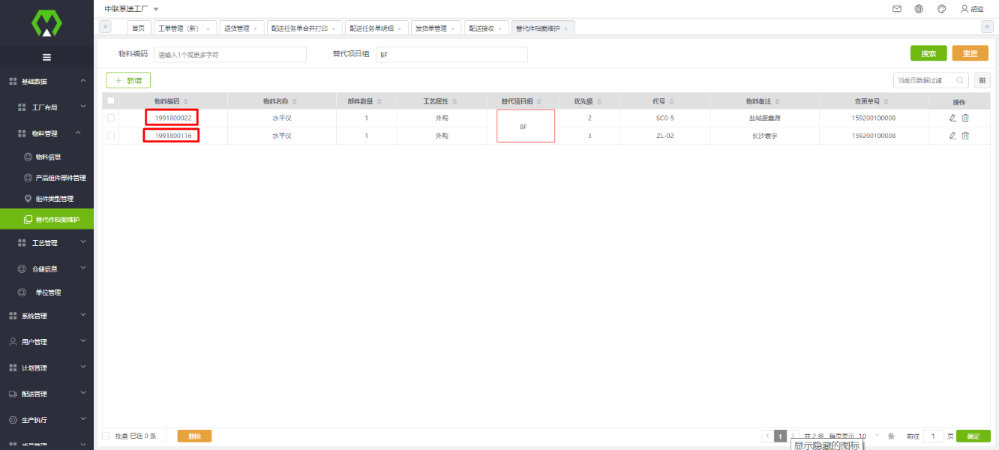 中联泵送工厂
胡迎
首页 工单管理（新） × 退货管理 × 配送任务单合并打印 × 配送任务单明细 × 发货单管理 × 配送接收 × 替代件档案维护 ×
物料编码 请输入1个或更多字符 替代项目组 BF 搜索 重置
+ 新增 当前页数据过滤
物料编码 物料名称 部件数量 工艺属性 替代项目组 优先级 代号 物料备注 变更单号 操作
1991800022 水平仪 1 外购 BF 2 SC0-5 盐城盛鑫源 159200100008
1991800116 水平仪 1 外购 3 ZL-02 长沙寰宇 159200100008
基础数据
工厂布局
物料管理
物料信息
产品组件部件管理
组件类型管理
替代件档案维护
工艺管理
仓储信息
单位管理
系统管理
用户管理
计划管理
配送管理
生产执行
质量管理
批量 已选 0 条 删除 1 共 2 条 每页显示 10 条 前往 1 页 确定
显示隐藏的图标